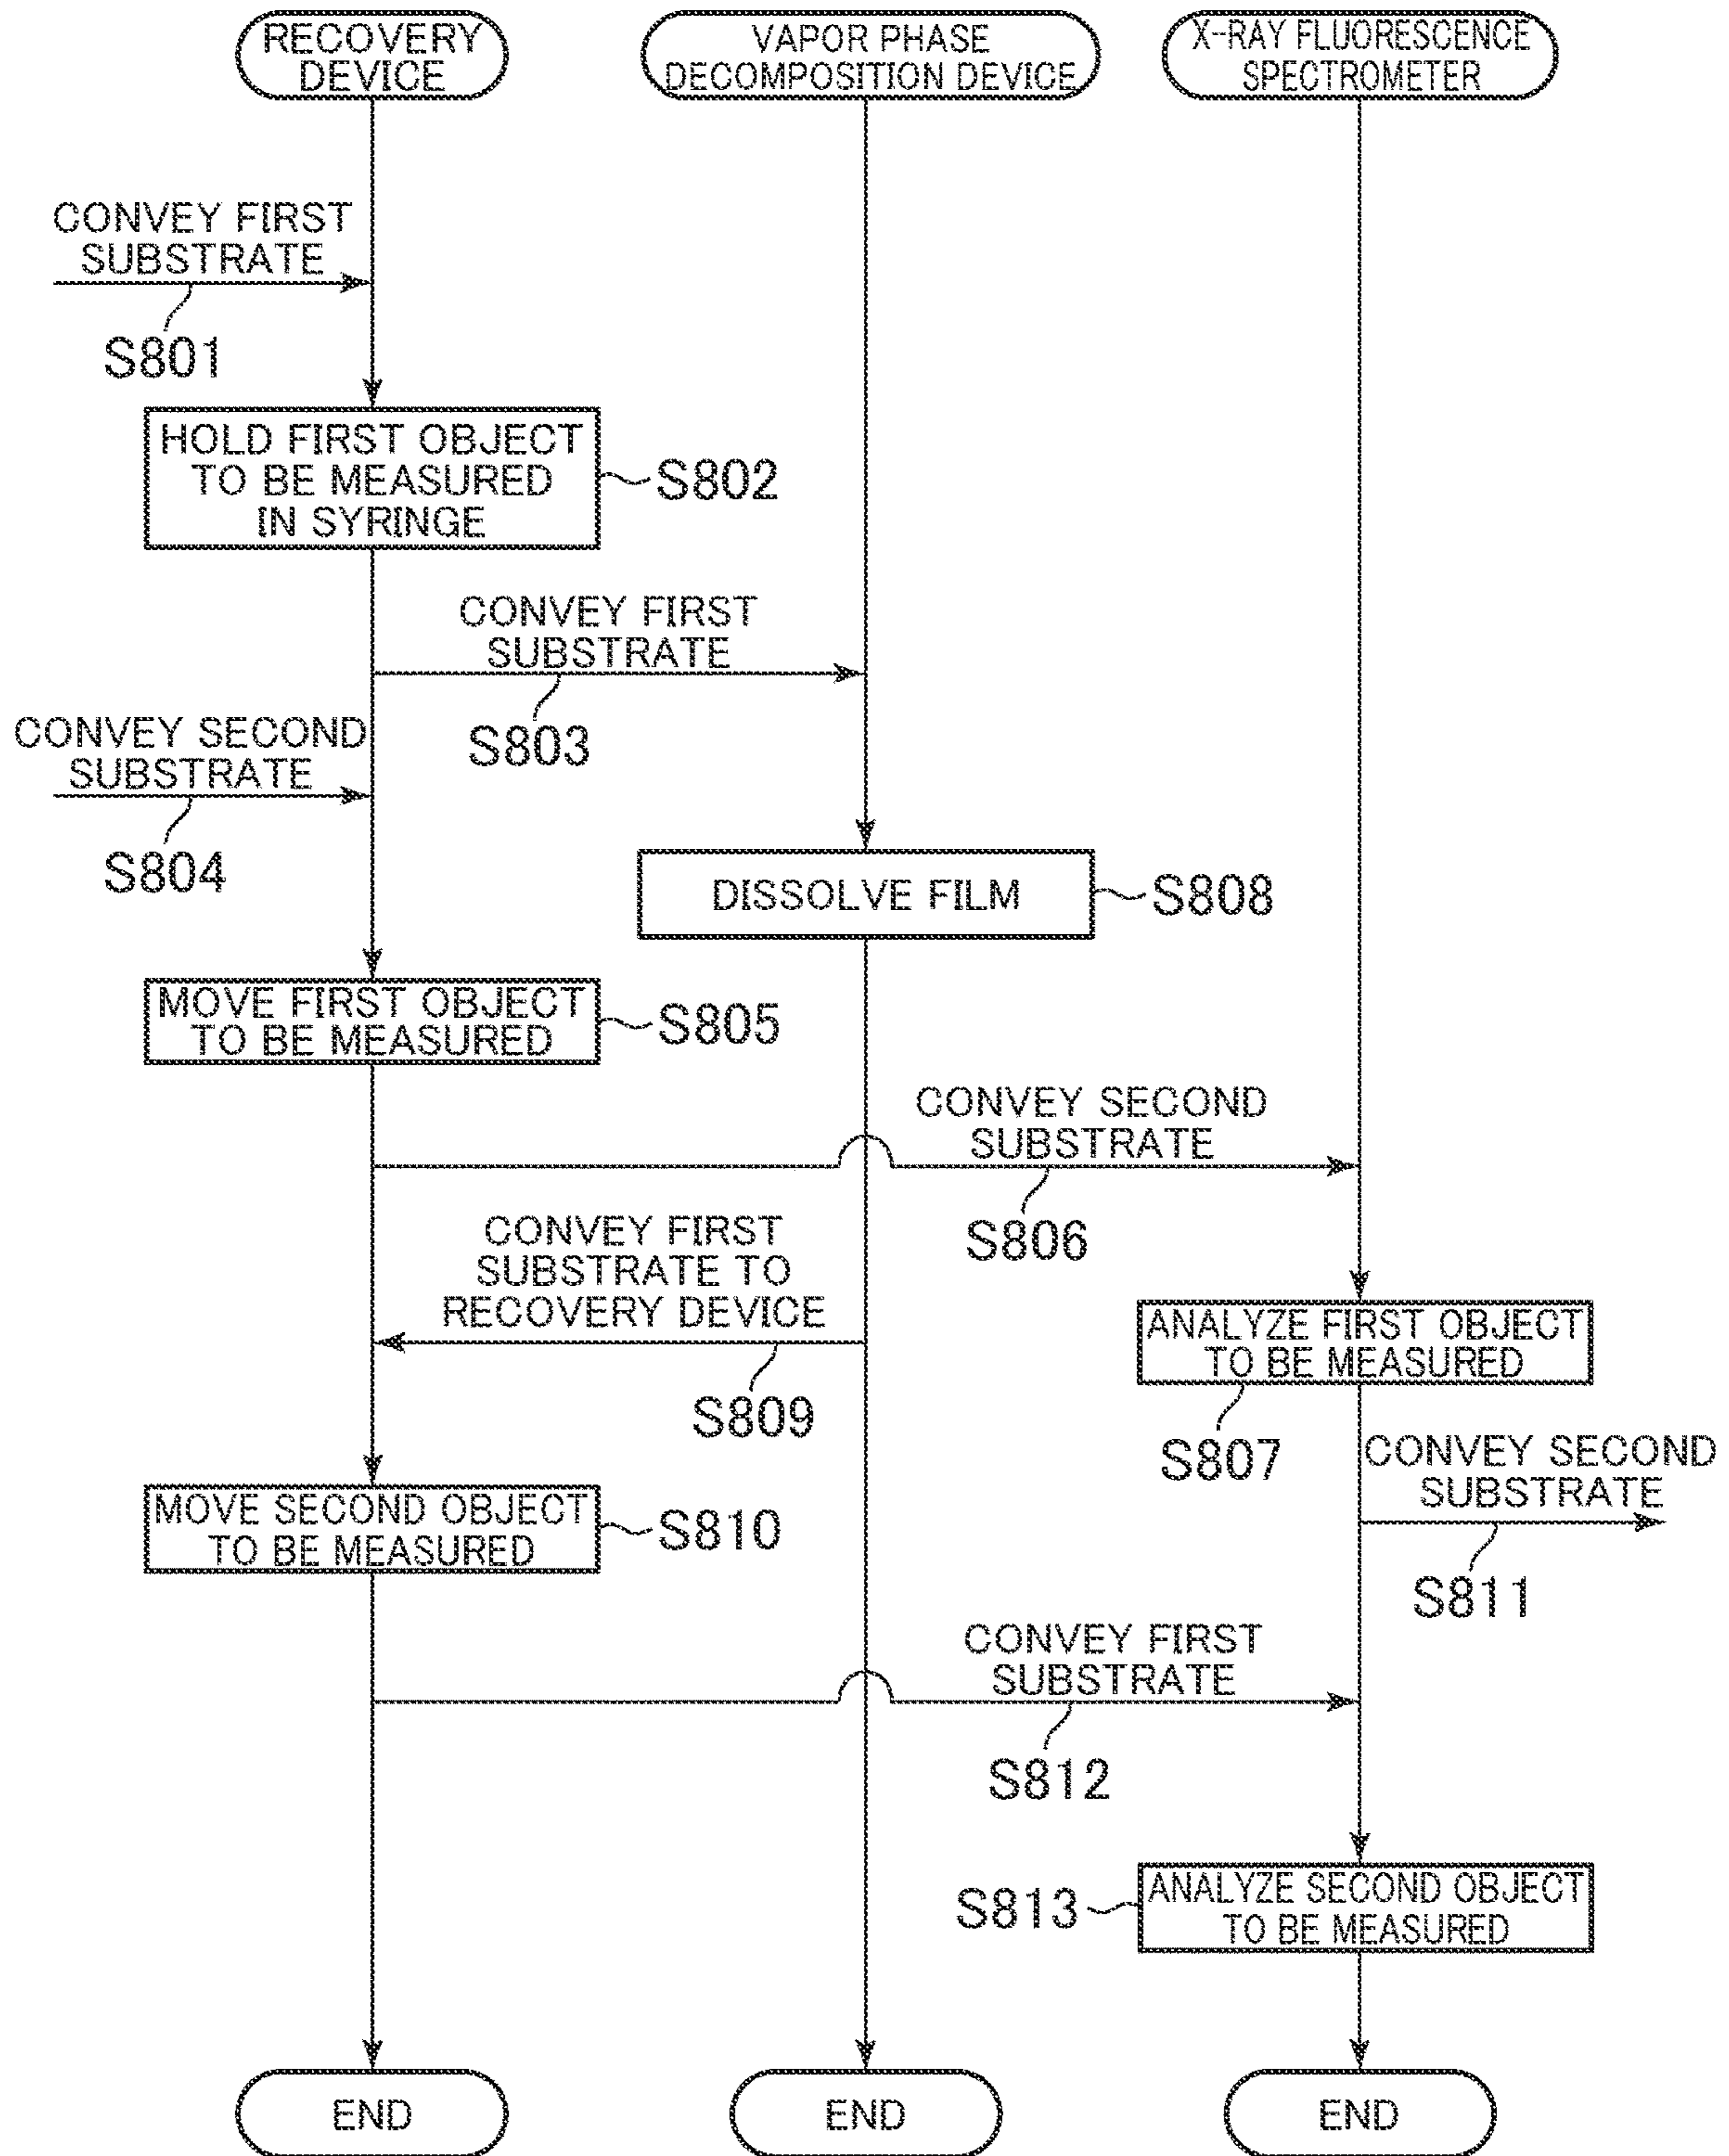 RECOVERY
DEVICE
VAPOR PHASE
DECOMPOSITION DEVICE
X-RAY FLUORESCENCE
SPECTROMETER
CONVEY FIRST
SUBSTRATE
S801
HOLD FIRST OBJECT
TO BE MEASURED
IN SYRINGE
S802
CONVEY FIRST
SUBSTRATE
S803
CONVEY SECOND
SUBSTRATE
S804
DISSOLVE FILM
S808
MOVE FIRST OBJECT
TO BE MEASURED
S805
CONVEY SECOND
SUBSTRATE
S806
CONVEY FIRST
SUBSTRATE TO
RECOVERY DEVICE
S809
ANALYZE FIRST OBJECT
TO BE MEASURED
S807
CONVEY SECOND
SUBSTRATE
S811
MOVE SECOND OBJECT
TO BE MEASURED
S810
CONVEY FIRST
SUBSTRATE
S812
ANALYZE SECOND OBJECT
TO BE MEASURED
S813
END
END
END